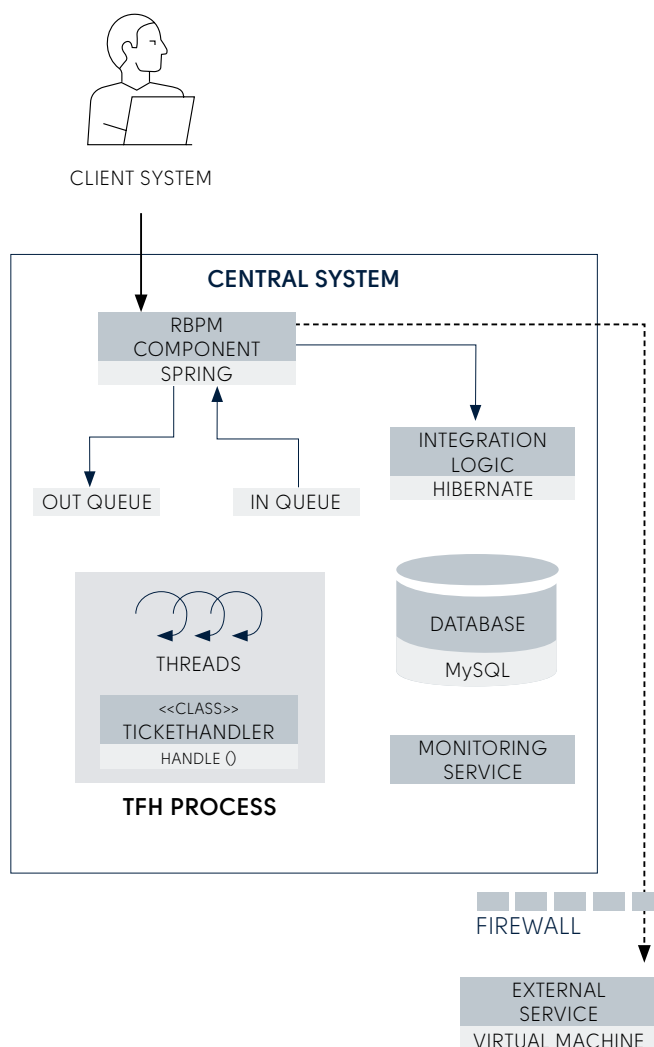 CLIENT SYSTEM
CENTRAL SYSTEM
RBPM
COMPONENT
SPRING
OUT QUEUE
IN QUEUE
INTEGRATION
LOGIC
HIBERNATE
THREADS
<<CLASS>>
TICKETHANDLER
HANDLE ()
TFH PROCESS
DATABASE
MySQL
MONITORING
SERVICE
FIREWALL
EXTERNAL
SERVICE
VIRTUAL MACHINE